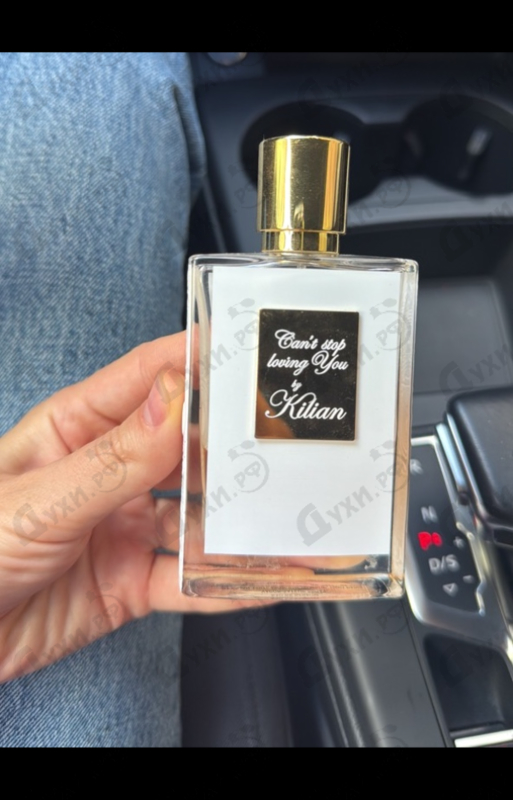 Can't stop
loving You
by
Kilian
N
D/S
Духи.рф